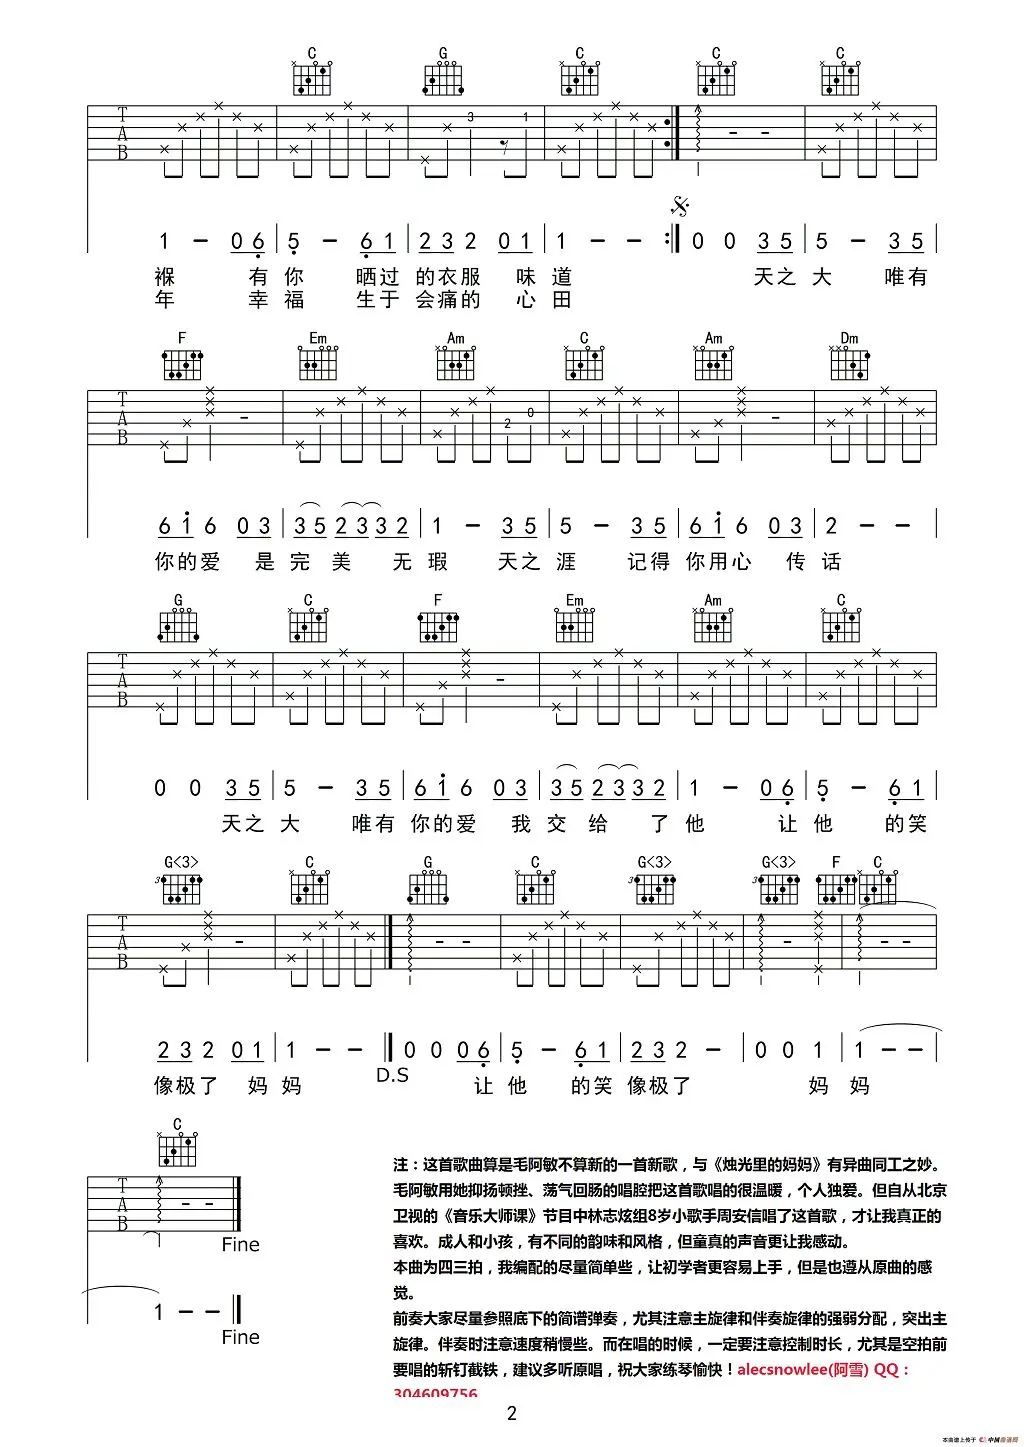 C G C C C
T A B 3 1
1 - 0 6 5 - 6 1 2 3 2 0 1 1 - - 0 0 3 5 5 - 3 5
褓 有你 晒过的衣服 味道 天之大 唯有
年 幸福 生于会痛的 心田
F Em Am C Am Dm
T A B 2 0
6 1 6 0 3 3 5 2 3 3 2 1 - 3 5 5 - 3 5 6 1 6 0 3 2 - -
你的爱 是完 美 无瑕 天之涯 记得你用心 传话
G C F Em Am C
T A B
0 0 3 5 5 - 3 5 6 1 6 0 3 3 5 2 3 3 2 1 - 0 6 5 - 6 1
天之大 唯有你的爱 我交 给 了他 让他 的笑
G<3> C G C G<3> G<3> F C
T A B
2 3 2 0 1 1 - - 0 0 0 6 5 - 6 1 2 3 2 - 0 0 1 1 - -
D.S
像极了 妈妈 让他 的笑像极了 妈妈
C
T A B
Fine
1 - -
Fine
注：这首歌曲算是毛阿敏不算新的一首新歌，与《烛光里的妈妈》有异曲同工之妙。
毛阿敏用她抑扬顿挫、荡气回肠的唱腔把这首歌唱的很温暖，个人独爱。但自从北京
卫视的《音乐大师课》节目中林志炫组8岁小歌手周安信唱了这首歌，才让我真正的
喜欢。成人和小孩，有不同的韵味和风格，但童真的声音更让我感动。
本曲为四三拍，我编配的尽量简单些，让初学者更容易上手，但是也遵从原曲的感
觉。
前奏大家尽量参照底下的简谱弹奏，尤其注意主旋律和伴奏旋律的强弱分配，突出主
旋律。伴奏时注意速度稍慢些。而在唱的时候，一定要注意控制时长，尤其是空拍前
要唱的斩钉截铁，建议多听原唱，祝大家练琴愉快！alecsnowlee(阿雪) QQ：
304609756
2
本曲谱上传于 中国曲谱网